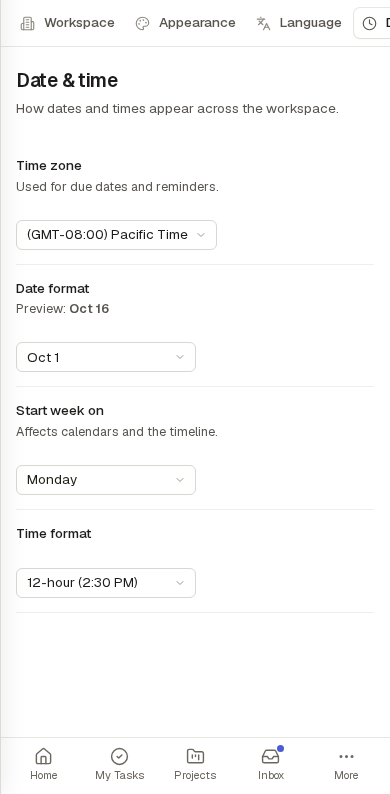 Workspace Appearance Language
Date & time
How dates and times appear across the workspace.
Time zone
Used for due dates and reminders.
(GMT-08:00) Pacific Time
Date format
Preview: Oct 16
Oct 1
Start week on
Affects calendars and the timeline.
Monday
Time format
12-hour (2:30 PM)
Home My Tasks Projects Inbox More